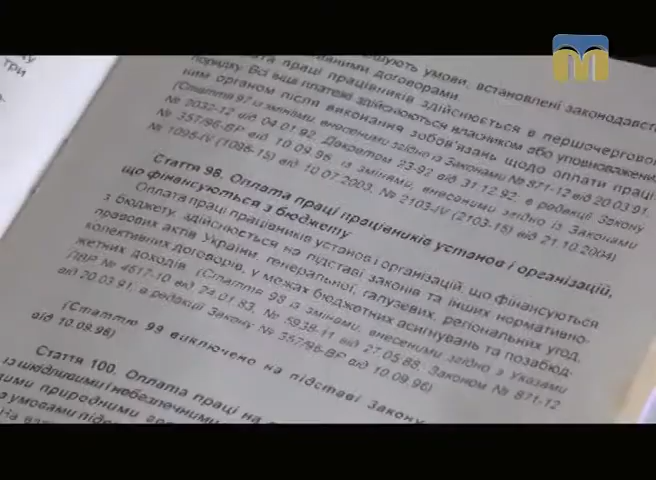 три
шують умови, встановлені законодавст
вними договорами
лата праці працівників здійснюється в першочергово
порядку. Всі інші платежі здійснюються власником або уповноважени
ним органом після виконання зобов'язань щодо оплати праці
(Стаття 97 із змінами, внесеними згідно із Законами № 871-12 від 20.03.91,
№ 2032-12 від 04.01.92, Декретом 23-92 від 31.12.92, в редакції Закону
№ 357/96-ВР від 10.09.96, із змінами, внесеними згідно із Законами
№ 1096-IV (1096-15) від 10.07.2003, № 2103-IV (2103-15) від 21.10.2004)
Стаття 98. Оплата праці працівників установ і організацій,
що фінансуються з бюджету
Оплата праці працівників установ і організацій, що фінансуються
з бюджету, здійснюється на підставі законів та інших нормативно-
правових актів України, генеральної, галузевих, регіональних угод,
колективних договорів, у межах бюджетних асигнувань та позабюд-
жетних доходів. (Стаття 98 із змінами, внесеними згідно з Указами
ПВР № 4617-10 від 24.01.83, № 5938-11 від 27.05.88, Законом № 871-12
від 20.03.91, в редакції Закону № 357/96-ВР від 10.09.96)
(Статтю 99 виключено на підставі Закону
від 10.09.96)
Стаття 100. Оплата праці на
із шкідливими і небезпечними
ними природними
а умовами